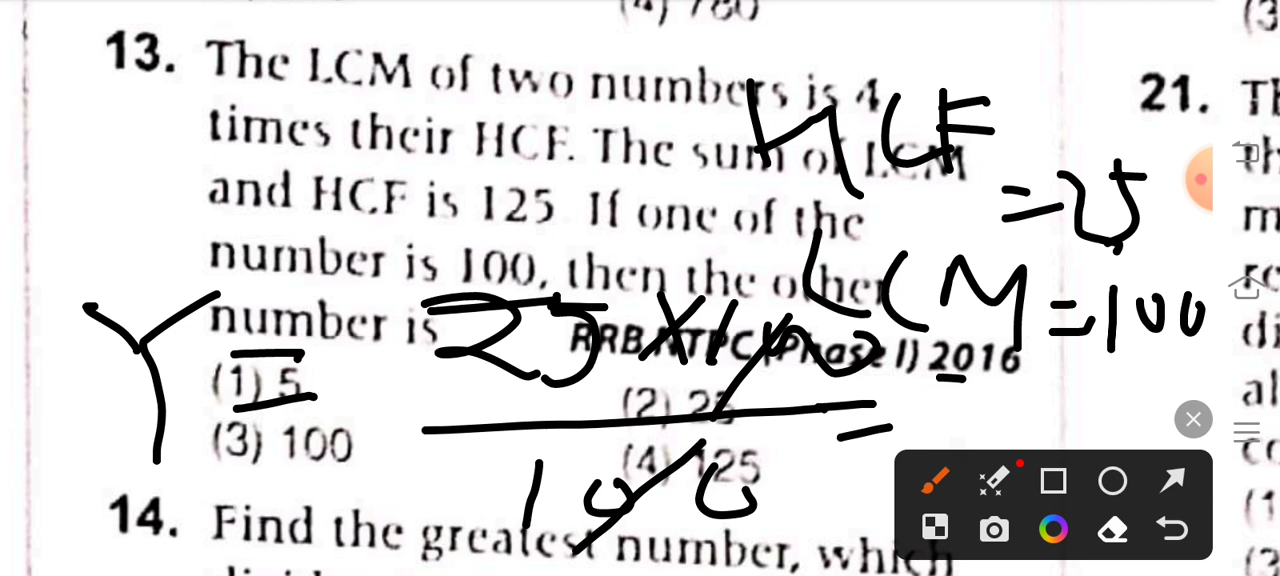 (4) 780
13. The LCM of two numbers is 4
times their HCF. The sum of LCM
and HCF is 125 If one of the
number is 100, then the other
number is
RRB NTPC (Phase I) 2016
(1) 5 (2) 25
(3) 100 (4) 125
14. Find the greatest number, which
21.
HCF
= 25
LCM = 100
Y 25 × 100
=
100